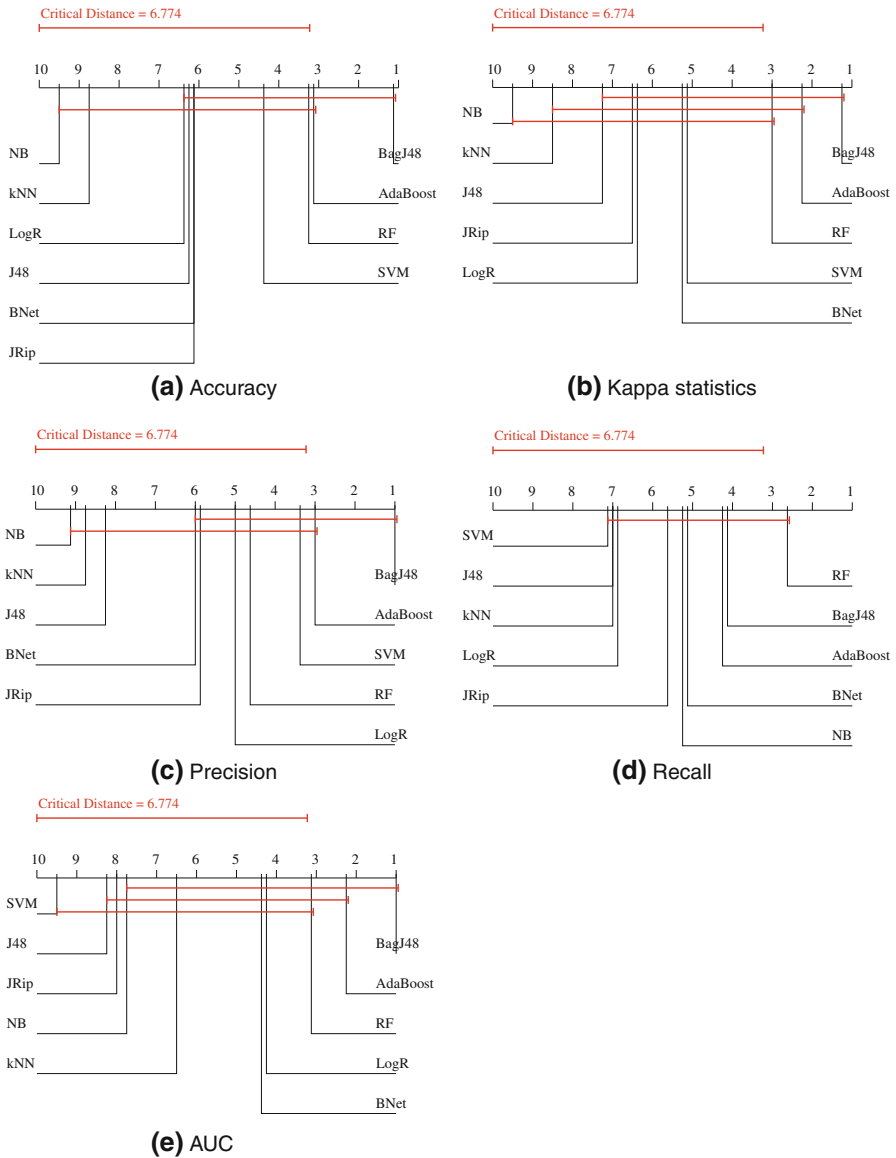 Critical Distance = 6.774
10 9 8 7 6 5 4 3 2 1
NB
kNN
LogR
J48
BNet
JRip
BagJ48
AdaBoost
RF
SVM
(a) Accuracy
Critical Distance = 6.774
10 9 8 7 6 5 4 3 2 1
NB
kNN
J48
JRip
LogR
BagJ48
AdaBoost
RF
SVM
BNet
(b) Kappa statistics
Critical Distance = 6.774
10 9 8 7 6 5 4 3 2 1
NB
kNN
J48
BNet
JRip
BagJ48
AdaBoost
SVM
RF
LogR
(c) Precision
Critical Distance = 6.774
10 9 8 7 6 5 4 3 2 1
SVM
J48
kNN
LogR
JRip
RF
BagJ48
AdaBoost
BNet
NB
(d) Recall
Critical Distance = 6.774
10 9 8 7 6 5 4 3 2 1
SVM
J48
JRip
NB
kNN
BagJ48
AdaBoost
RF
LogR
BNet
(e) AUC